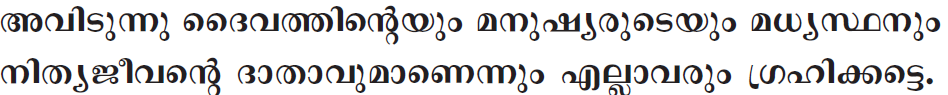 അവിടുന്നു ദൈവത്തിന്റെയും മനുഷ്യരുടെയും മധ്യസ്ഥനും
നിത്യജീവന്റെ ദാതാവുമാണെന്നും എല്ലാവരും ഗ്രഹിക്കട്ടെ.